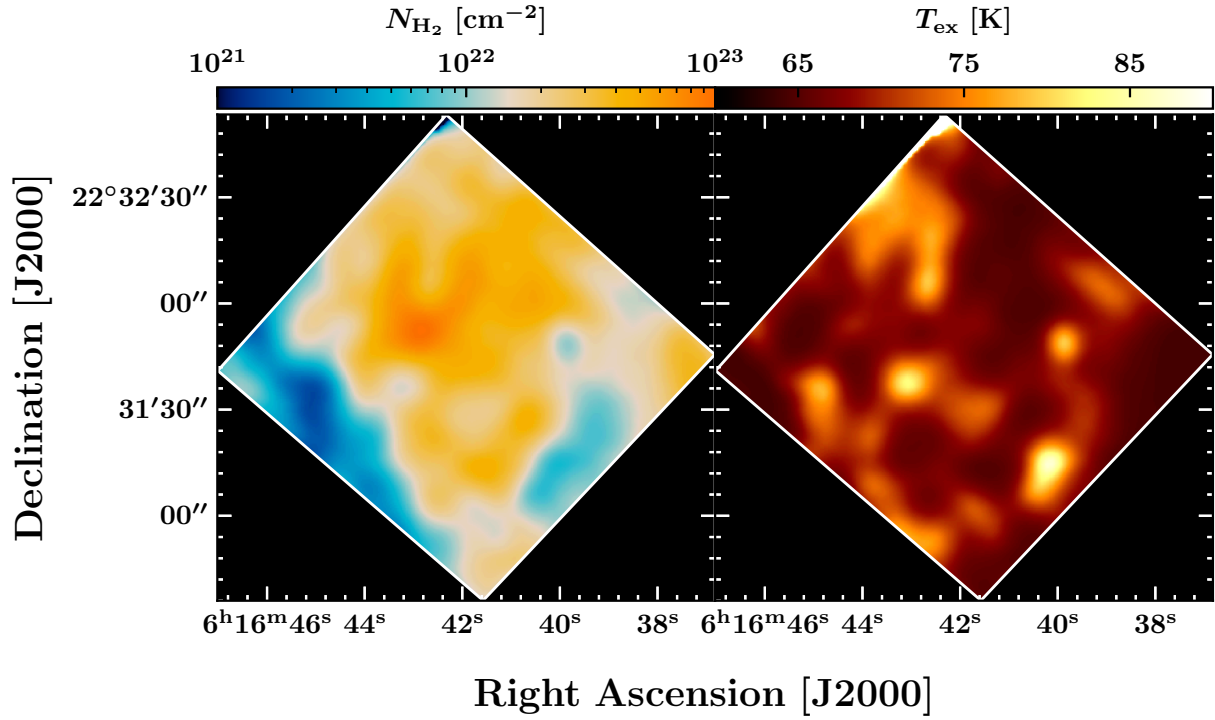 N_H₂ [cm⁻²] T_ex [K]
10²¹ 10²² 10²³ 65 75 85
22°32′30″
00″
31′30″
00″
6ʰ16ᵐ46ˢ 44ˢ 42ˢ 40ˢ 38ˢ 6ʰ16ᵐ46ˢ 44ˢ 42ˢ 40ˢ 38ˢ
Declination [J2000]
Right Ascension [J2000]